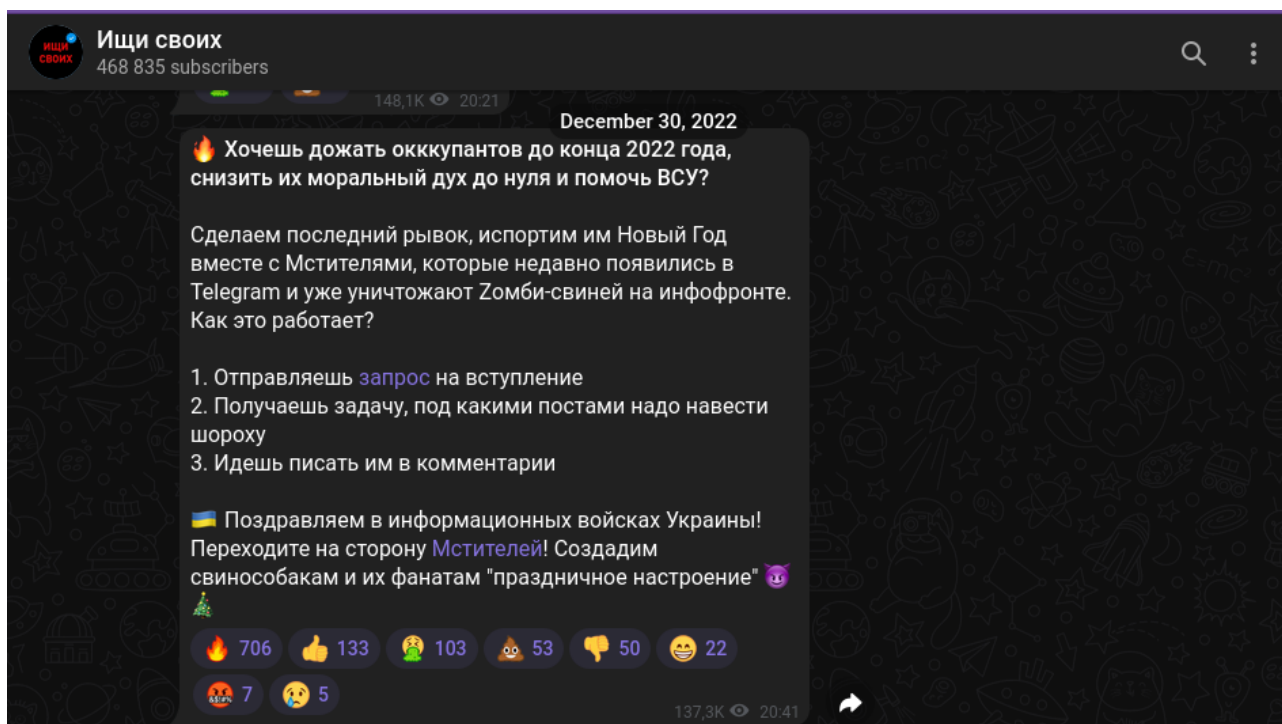 ИЩИ
СВОИХ
Ищи своих
468 835 subscribers
148,1K 20:21
December 30, 2022
🔥 Хочешь дожать окккупантов до конца 2022 года,
снизить их моральный дух до нуля и помочь ВСУ?
Сделаем последний рывок, испортим им Новый Год
вместе с Мстителями, которые недавно появились в
Telegram и уже уничтожают Zомби-свиней на инфофронте.
Как это работает?
1. Отправляешь запрос на вступление
2. Получаешь задачу, под какими постами надо навести
шороху
3. Идешь писать им в комментарии
🇺🇦 Поздравляем в информационных войсках Украины!
Переходите на сторону Мстителей! Создадим
свинособакам и их фанатам "праздничное настроение" 😈
🎄
🔥 706 👍 133 🤮 103 💩 53 👎 50 😁 22
🤬 7 😢 5
137,3K 20:41